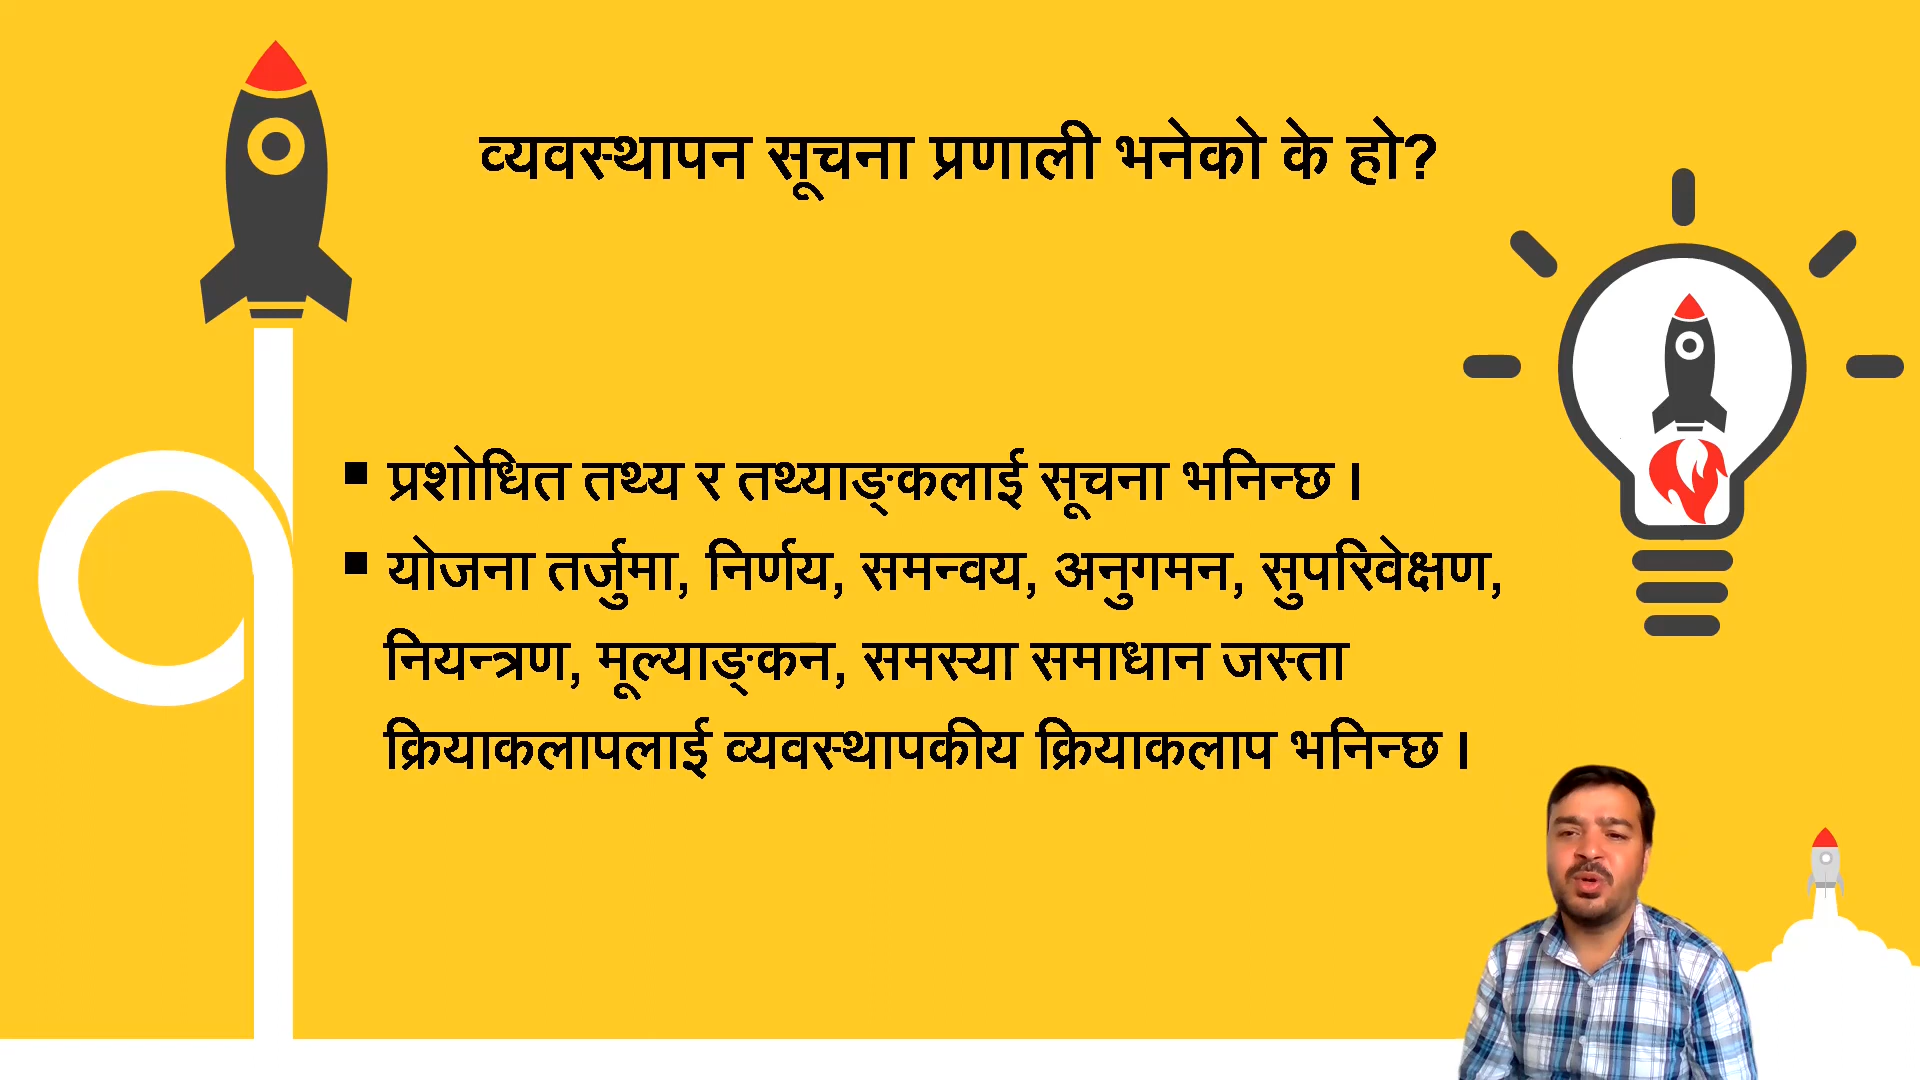 व्यवस्थापन सूचना प्रणाली भनेको के हो?
▪ प्रशोधित तथ्य र तथ्याङ्कलाई सूचना भनिन्छ ।
▪ योजना तर्जुमा, निर्णय, समन्वय, अनुगमन, सुपरिवेक्षण,
नियन्त्रण, मूल्याङ्कन, समस्या समाधान जस्ता
क्रियाकलापलाई व्यवस्थापकीय क्रियाकलाप भनिन्छ ।